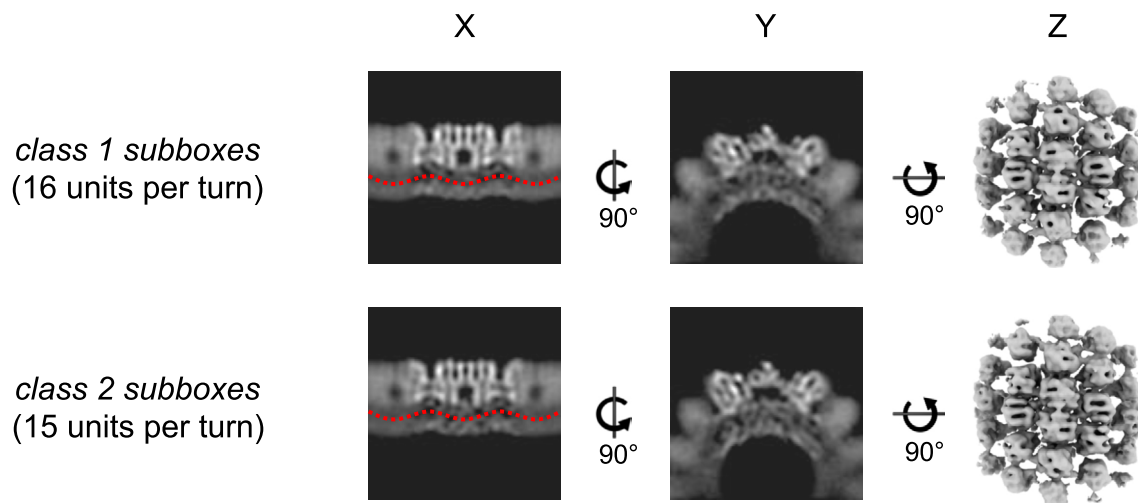 X Y Z
class 1 subboxes
(16 units per turn)
90° 90°
class 2 subboxes
(15 units per turn)
90° 90°